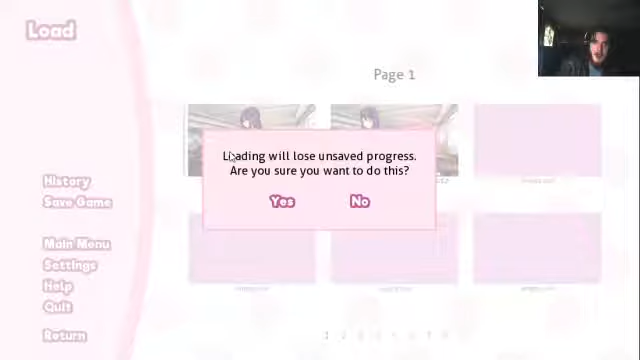 Load
Page 1
Loading will lose unsaved progress.
Are you sure you want to do this?
Yes
No
History
Save Game
Main Menu
Settings
Help
Quit
Return